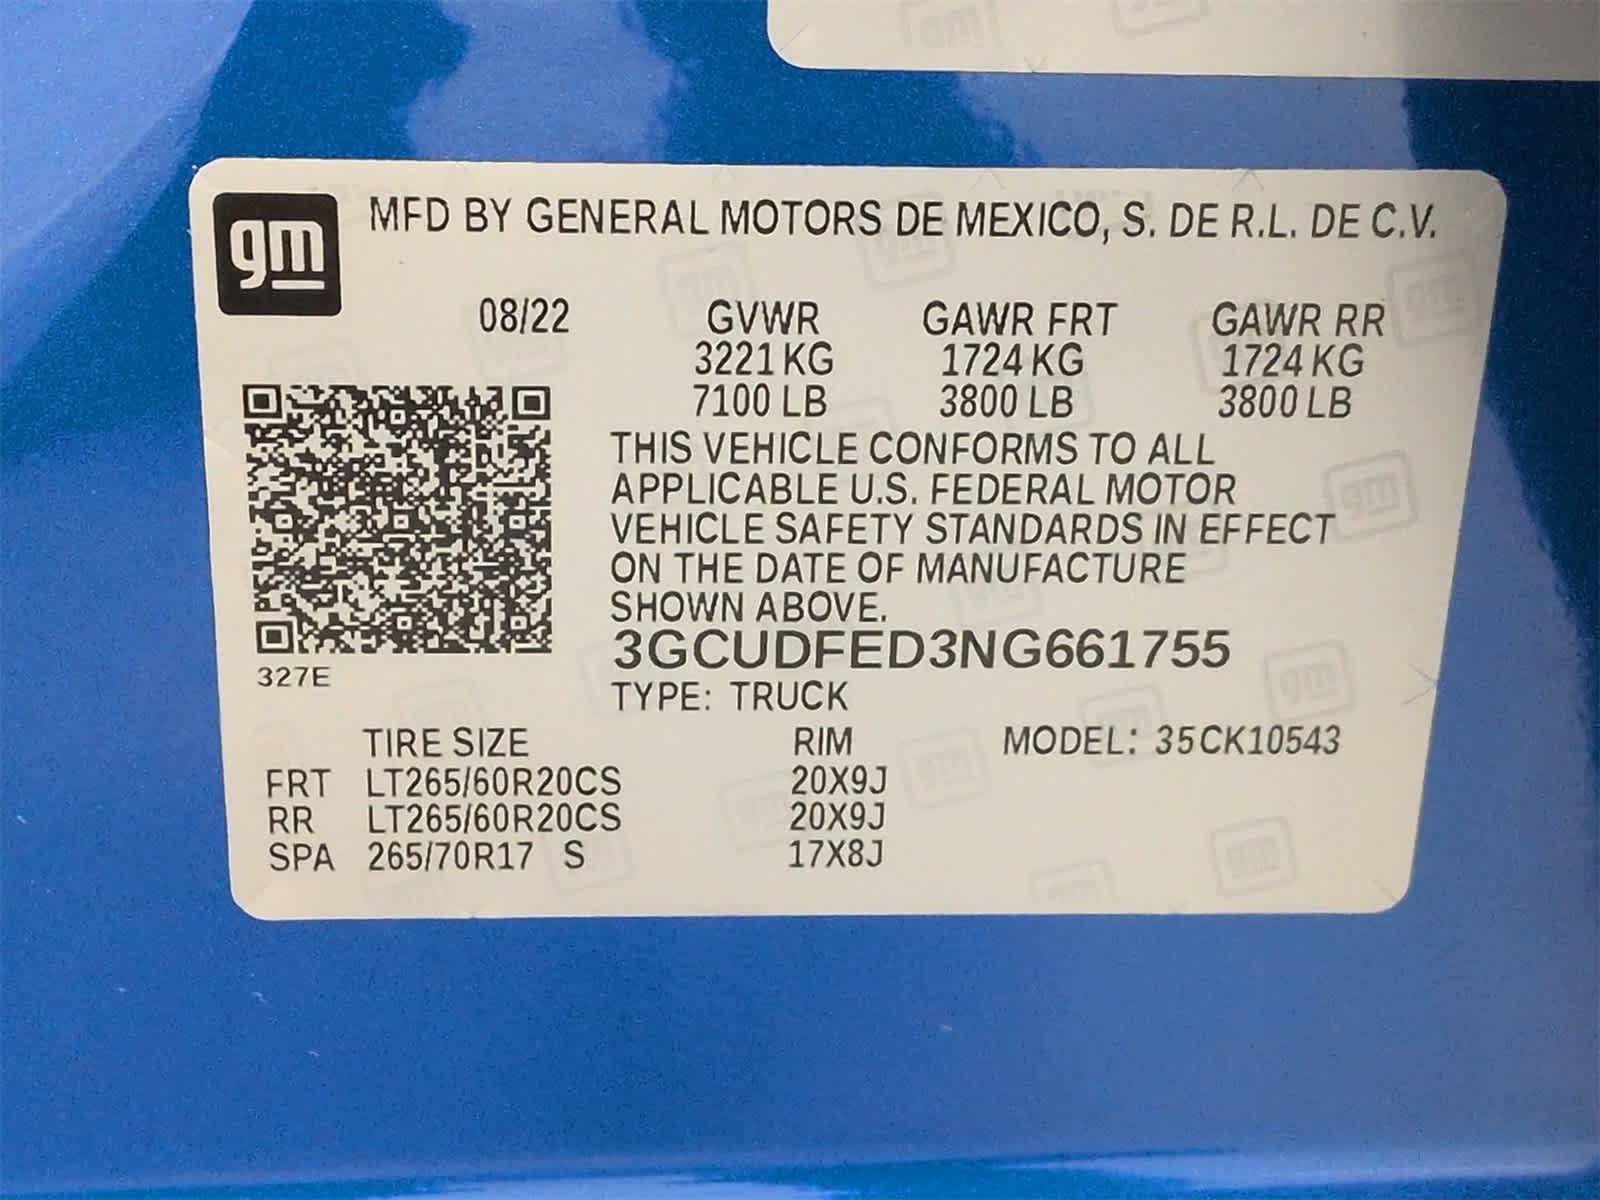 gm MFD BY GENERAL MOTORS DE MEXICO, S. DE R.L. DE C.V.
08/22 GVWR GAWR FRT GAWR RR
3221 KG 1724 KG 1724 KG
7100 LB 3800 LB 3800 LB
THIS VEHICLE CONFORMS TO ALL
APPLICABLE U.S. FEDERAL MOTOR
VEHICLE SAFETY STANDARDS IN EFFECT
ON THE DATE OF MANUFACTURE
SHOWN ABOVE.
3GCUDFED3NG661755
327E
TYPE: TRUCK
TIRE SIZE RIM MODEL: 35CK10543
FRT LT265/60R20CS 20X9J
RR LT265/60R20CS 20X9J
SPA 265/70R17 S 17X8J